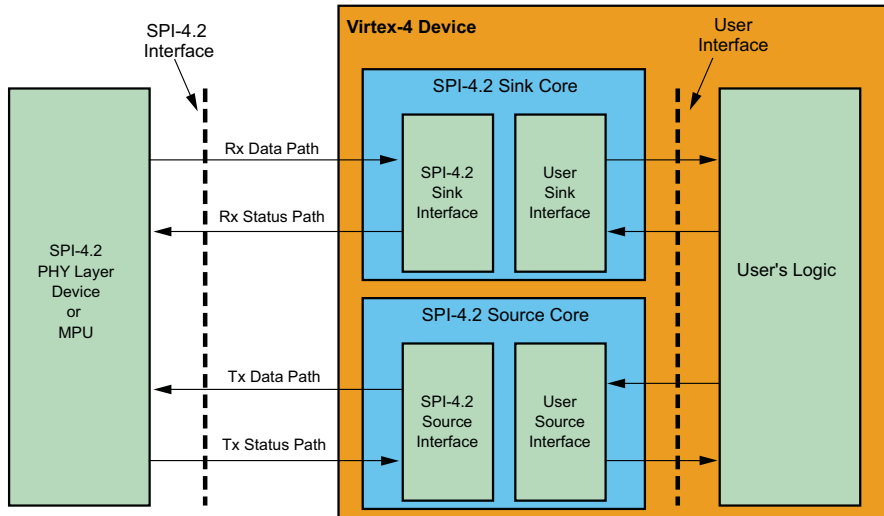 SPI-4.2
Interface
Virtex-4 Device
User
Interface
SPI-4.2 Sink Core
Rx Data Path
SPI-4.2
Sink
Interface
User
Sink
Interface
Rx Status Path
SPI-4.2
PHY Layer
Device
or
MPU
User's Logic
SPI-4.2 Source Core
Tx Data Path
SPI-4.2
Source
Interface
User
Source
Interface
Tx Status Path